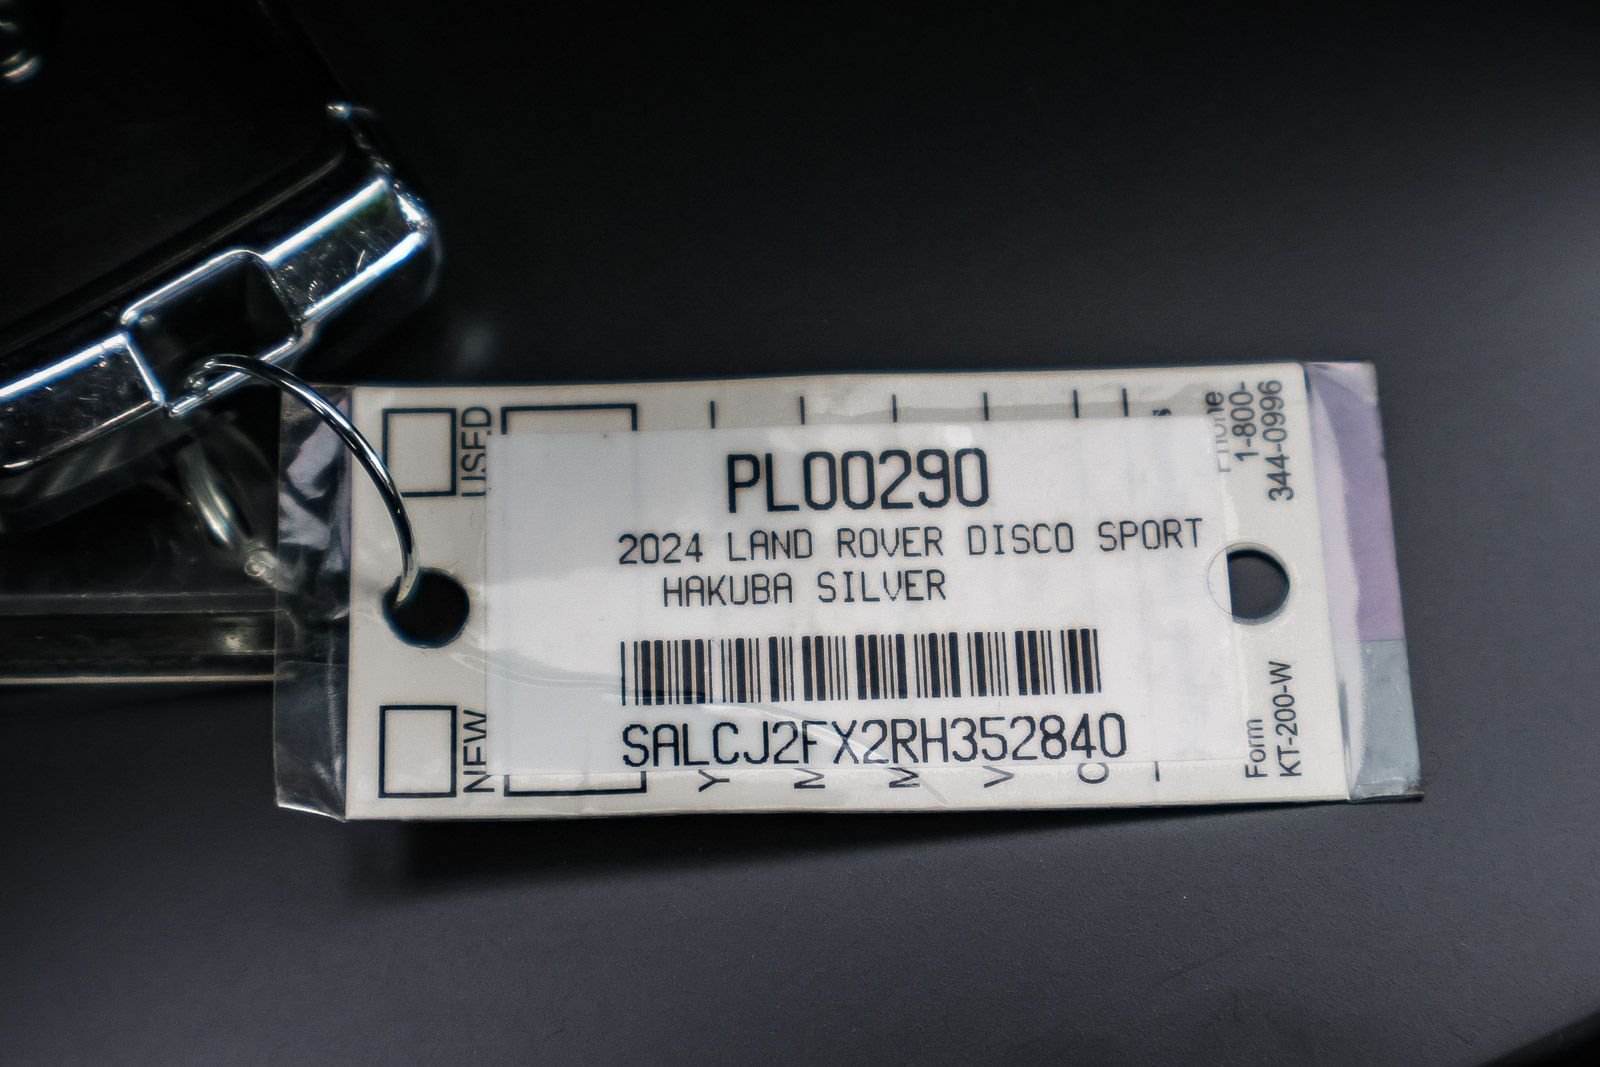 PL00290
2024 LAND ROVER DISCO SPORT
HAKUBA SILVER
SALCJ2FX2RH352840
USED
NEW
Phone
1-800-
344-0996
Form
KT-200-W